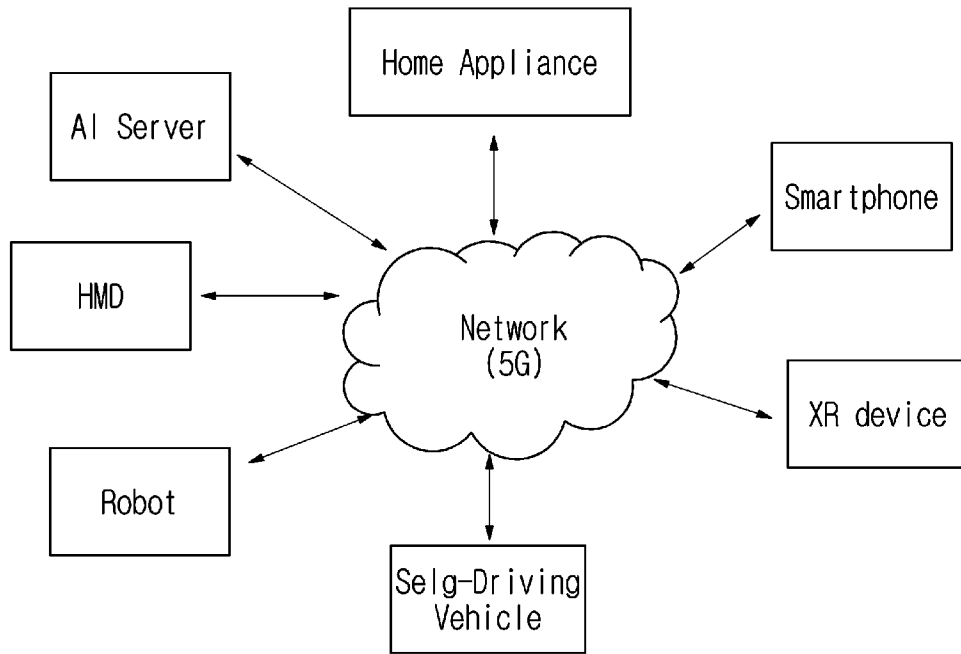 Home Appliance
AI Server
Smartphone
HMD
Network
(5G)
XR device
Robot
Selg-Driving
Vehicle